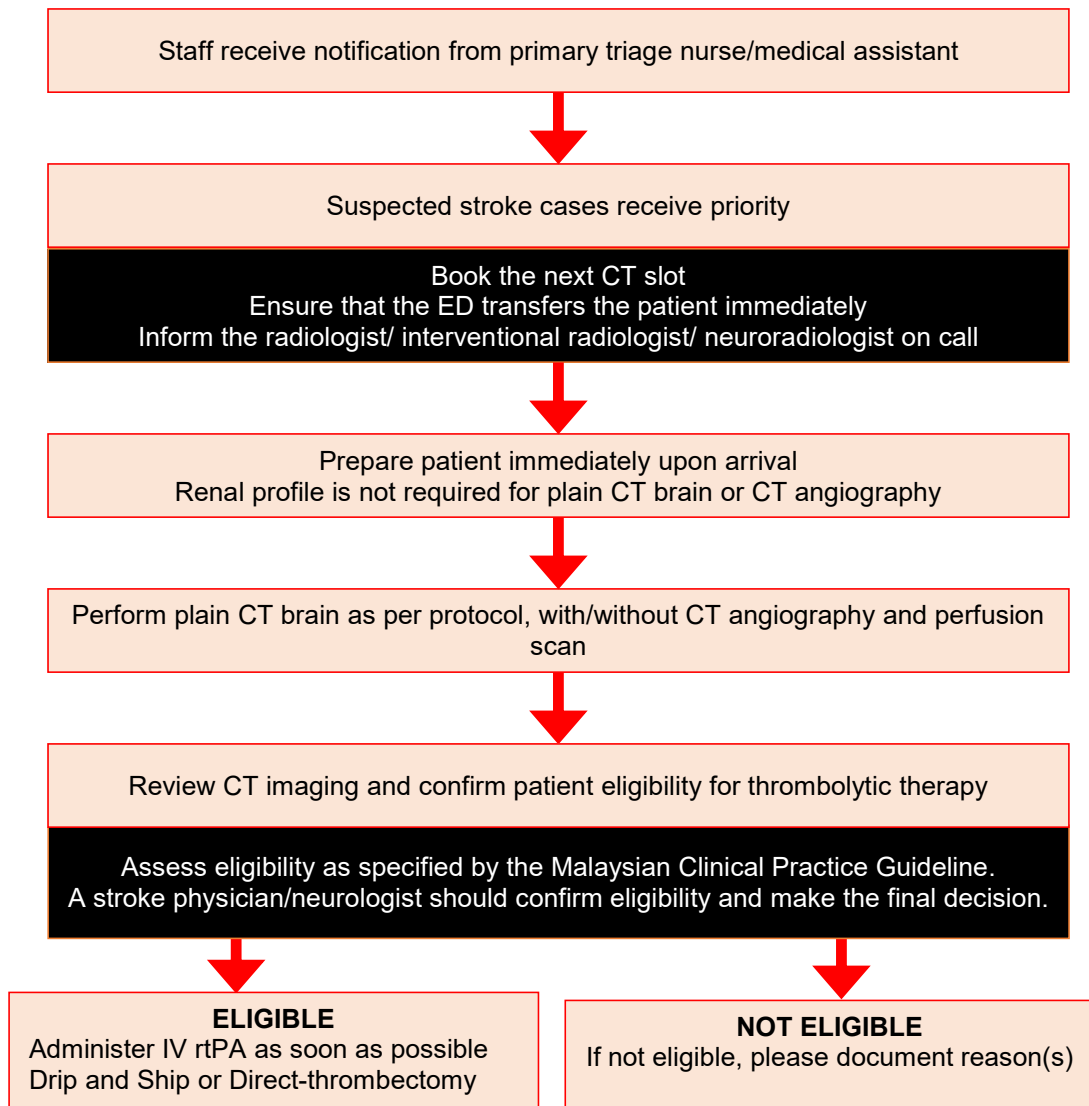 Staff receive notification from primary triage nurse/medical assistant
Suspected stroke cases receive priority
Book the next CT slot
Ensure that the ED transfers the patient immediately
Inform the radiologist/ interventional radiologist/ neuroradiologist on call
Prepare patient immediately upon arrival
Renal profile is not required for plain CT brain or CT angiography
Perform plain CT brain as per protocol, with/without CT angiography and perfusion
scan
Review CT imaging and confirm patient eligibility for thrombolytic therapy
Assess eligibility as specified by the Malaysian Clinical Practice Guideline.
A stroke physician/neurologist should confirm eligibility and make the final decision.
ELIGIBLE
Administer IV rtPA as soon as possible
Drip and Ship or Direct-thrombectomy
NOT ELIGIBLE
If not eligible, please document reason(s)